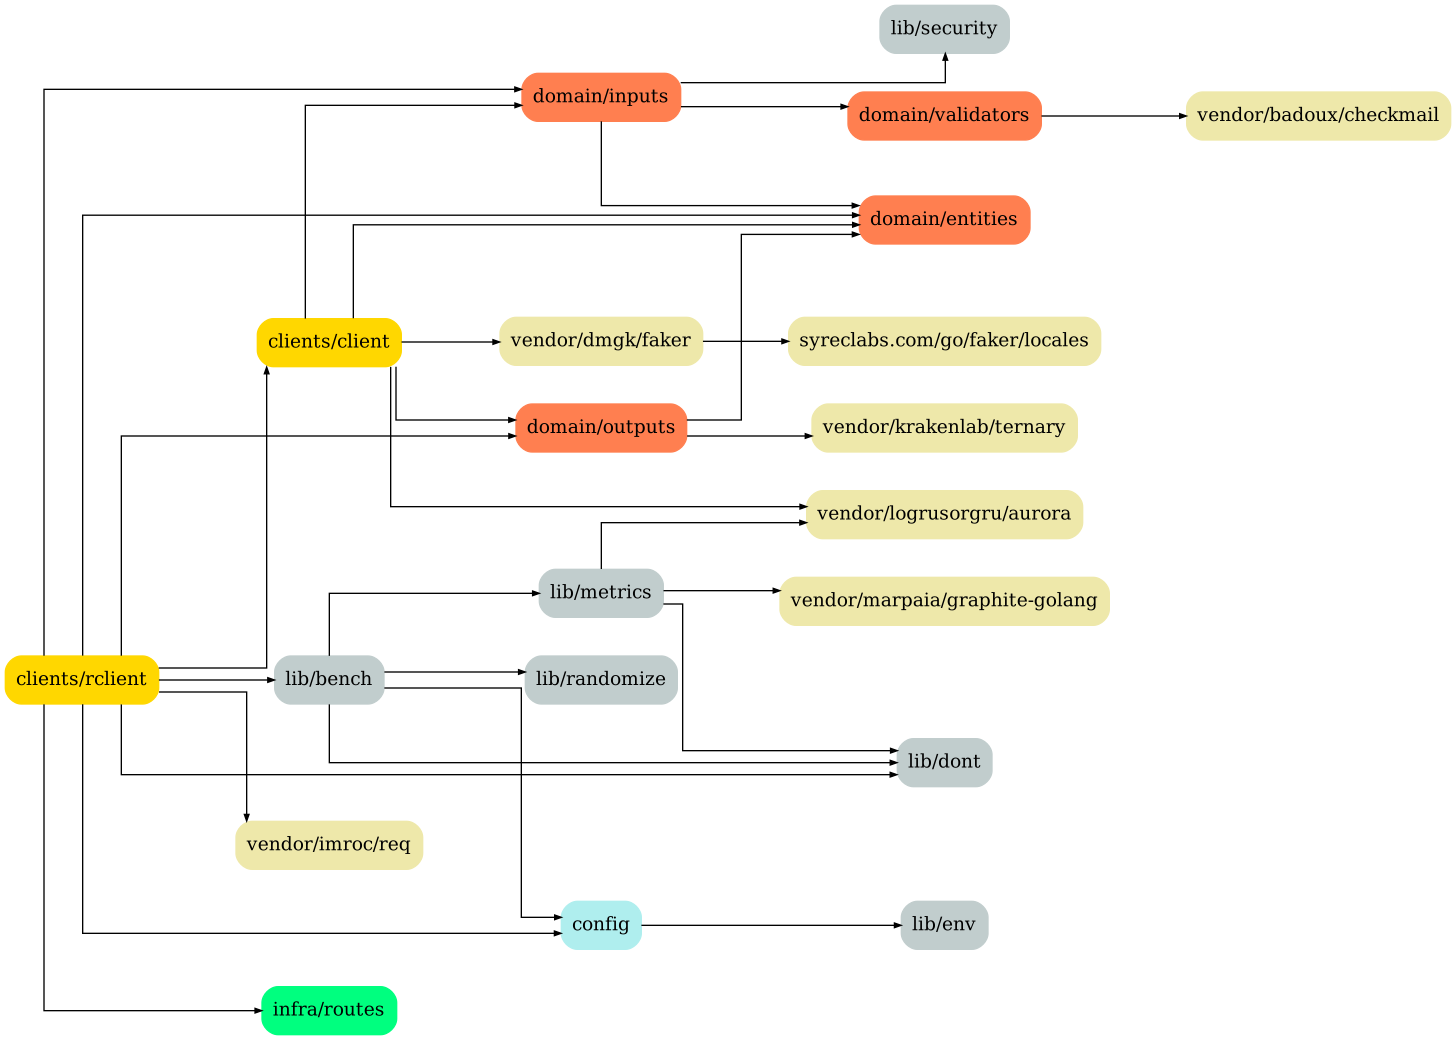 lib/security
domain/inputs
domain/validators
vendor/badoux/checkmail
domain/entities
clients/client
vendor/dmgk/faker
syreclabs.com/go/faker/locales
domain/outputs
vendor/krakenlab/ternary
vendor/logrusorgru/aurora
lib/metrics
vendor/marpaia/graphite-golang
clients/rclient
lib/bench
lib/randomize
lib/dont
vendor/imroc/req
config
lib/env
infra/routes